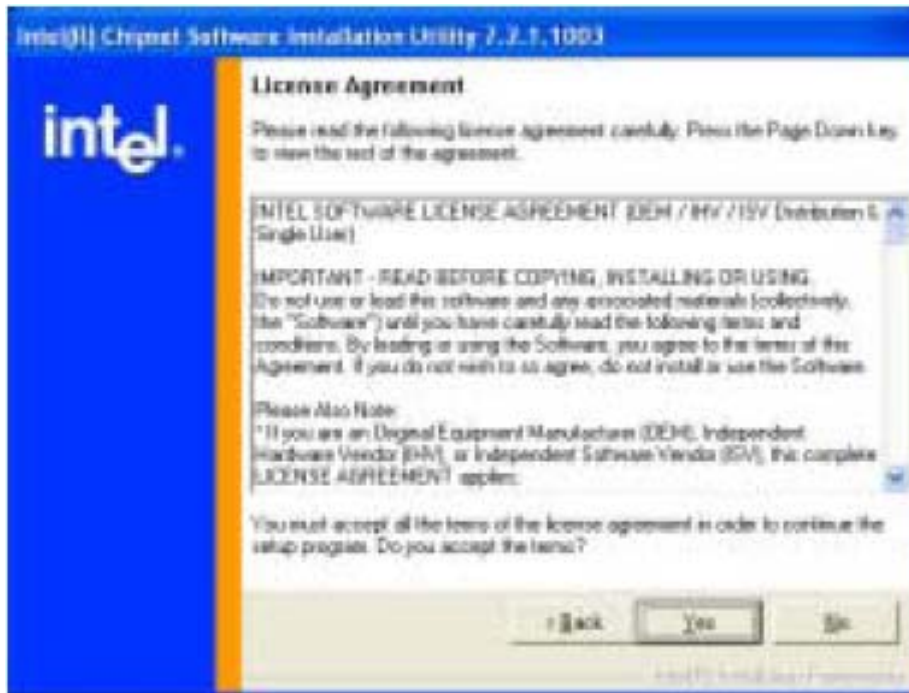 Intel(R) Chipset Software Installation Utility 7.2.1.1003
intel.
License Agreement
Please read the following license agreement carefully. Press the Page Down key
to view the rest of the agreement.
INTEL SOFTWARE LICENSE AGREEMENT (OEM / IHV / ISV Distribution &
Single User)
IMPORTANT - READ BEFORE COPYING, INSTALLING OR USING.
Do not use or load this software and any associated materials (collectively,
the "Software") until you have carefully read the following terms and
conditions. By loading or using the Software, you agree to the terms of this
Agreement. If you do not wish to so agree, do not install or use the Software.
Please Also Note:
* If you are an Original Equipment Manufacturer (OEM), Independent
Hardware Vendor (IHV), or Independent Software Vendor (ISV), this complete
LICENSE AGREEMENT applies;
You must accept all the terms of the license agreement in order to continue the
setup program. Do you accept the terms?
< Back
Yes
No
Intel(R) Installation Frameworks